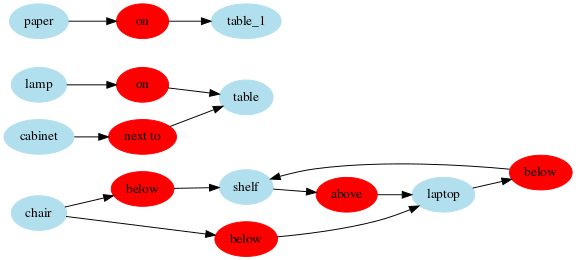 paper
on
table_1
lamp
on
table
cabinet
next to
chair
below
shelf
above
laptop
below
below